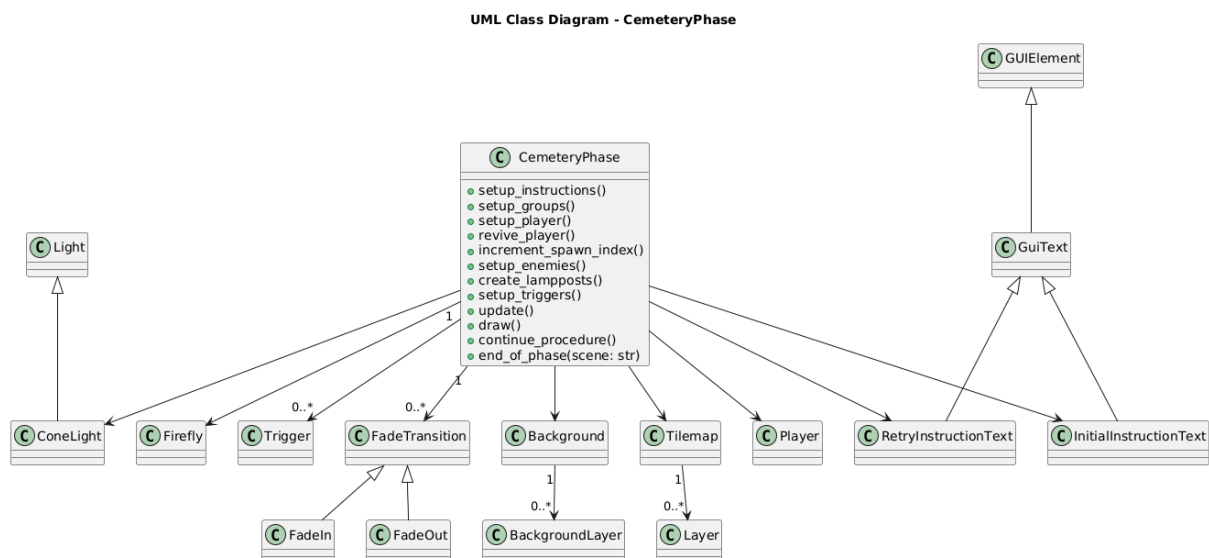 UML Class Diagram - CemeteryPhase
C GUIElement
C CemeteryPhase
setup_instructions()
setup_groups()
setup_player()
revive_player()
increment_spawn_index()
setup_enemies()
create_lampposts()
setup_triggers()
update()
draw()
continue_procedure()
end_of_phase(scene: str)
C Light
C GuiText
1
1
0..*
0..*
C ConeLight
C Firefly
C Trigger
C FadeTransition
C Background
C Tilemap
C Player
C RetryInstructionText
C InitialInstructionText
1
1
0..*
0..*
C FadeIn
C FadeOut
C BackgroundLayer
C Layer